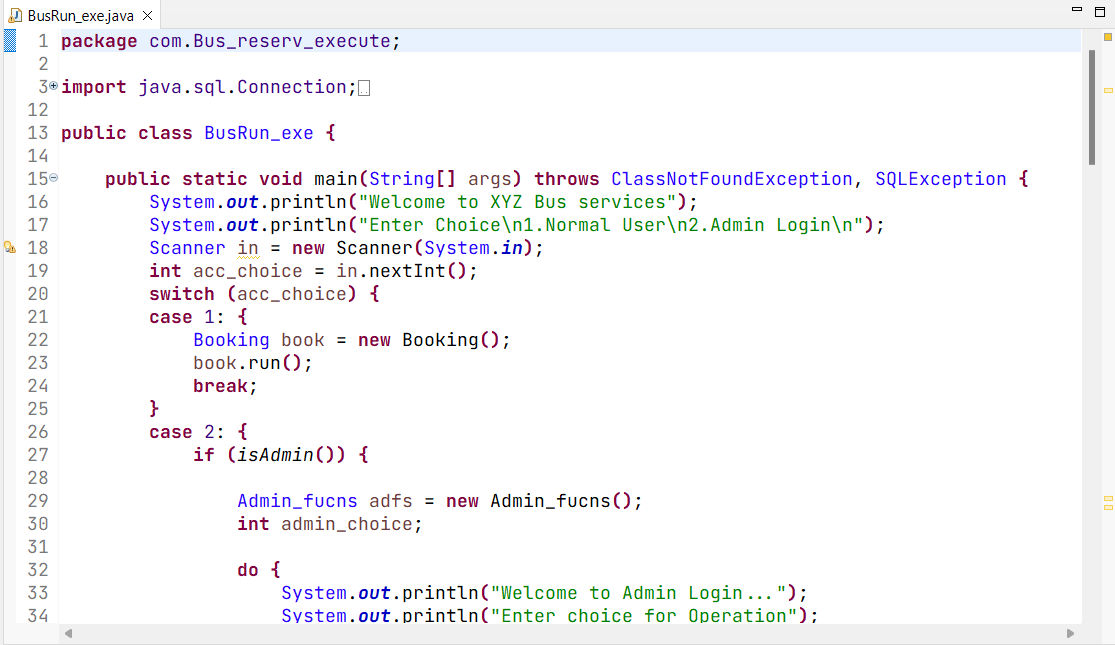 BusRun_exe.java
1 package com.Bus_reserv_execute;
2
3 import java.sql.Connection;
12
13 public class BusRun_exe {
14
15 public static void main(String[] args) throws ClassNotFoundException, SQLException {
16 System.out.println("Welcome to XYZ Bus services");
17 System.out.println("Enter Choice\n1.Normal User\n2.Admin Login\n");
18 Scanner in = new Scanner(System.in);
19 int acc_choice = in.nextInt();
20 switch (acc_choice) {
21 case 1: {
22 Booking book = new Booking();
23 book.run();
24 break;
25 }
26 case 2: {
27 if (isAdmin()) {
28
29 Admin_fucns adfs = new Admin_fucns();
30 int admin_choice;
31
32 do {
33 System.out.println("Welcome to Admin Login...");
34 System.out.println("Enter choice for Operation");